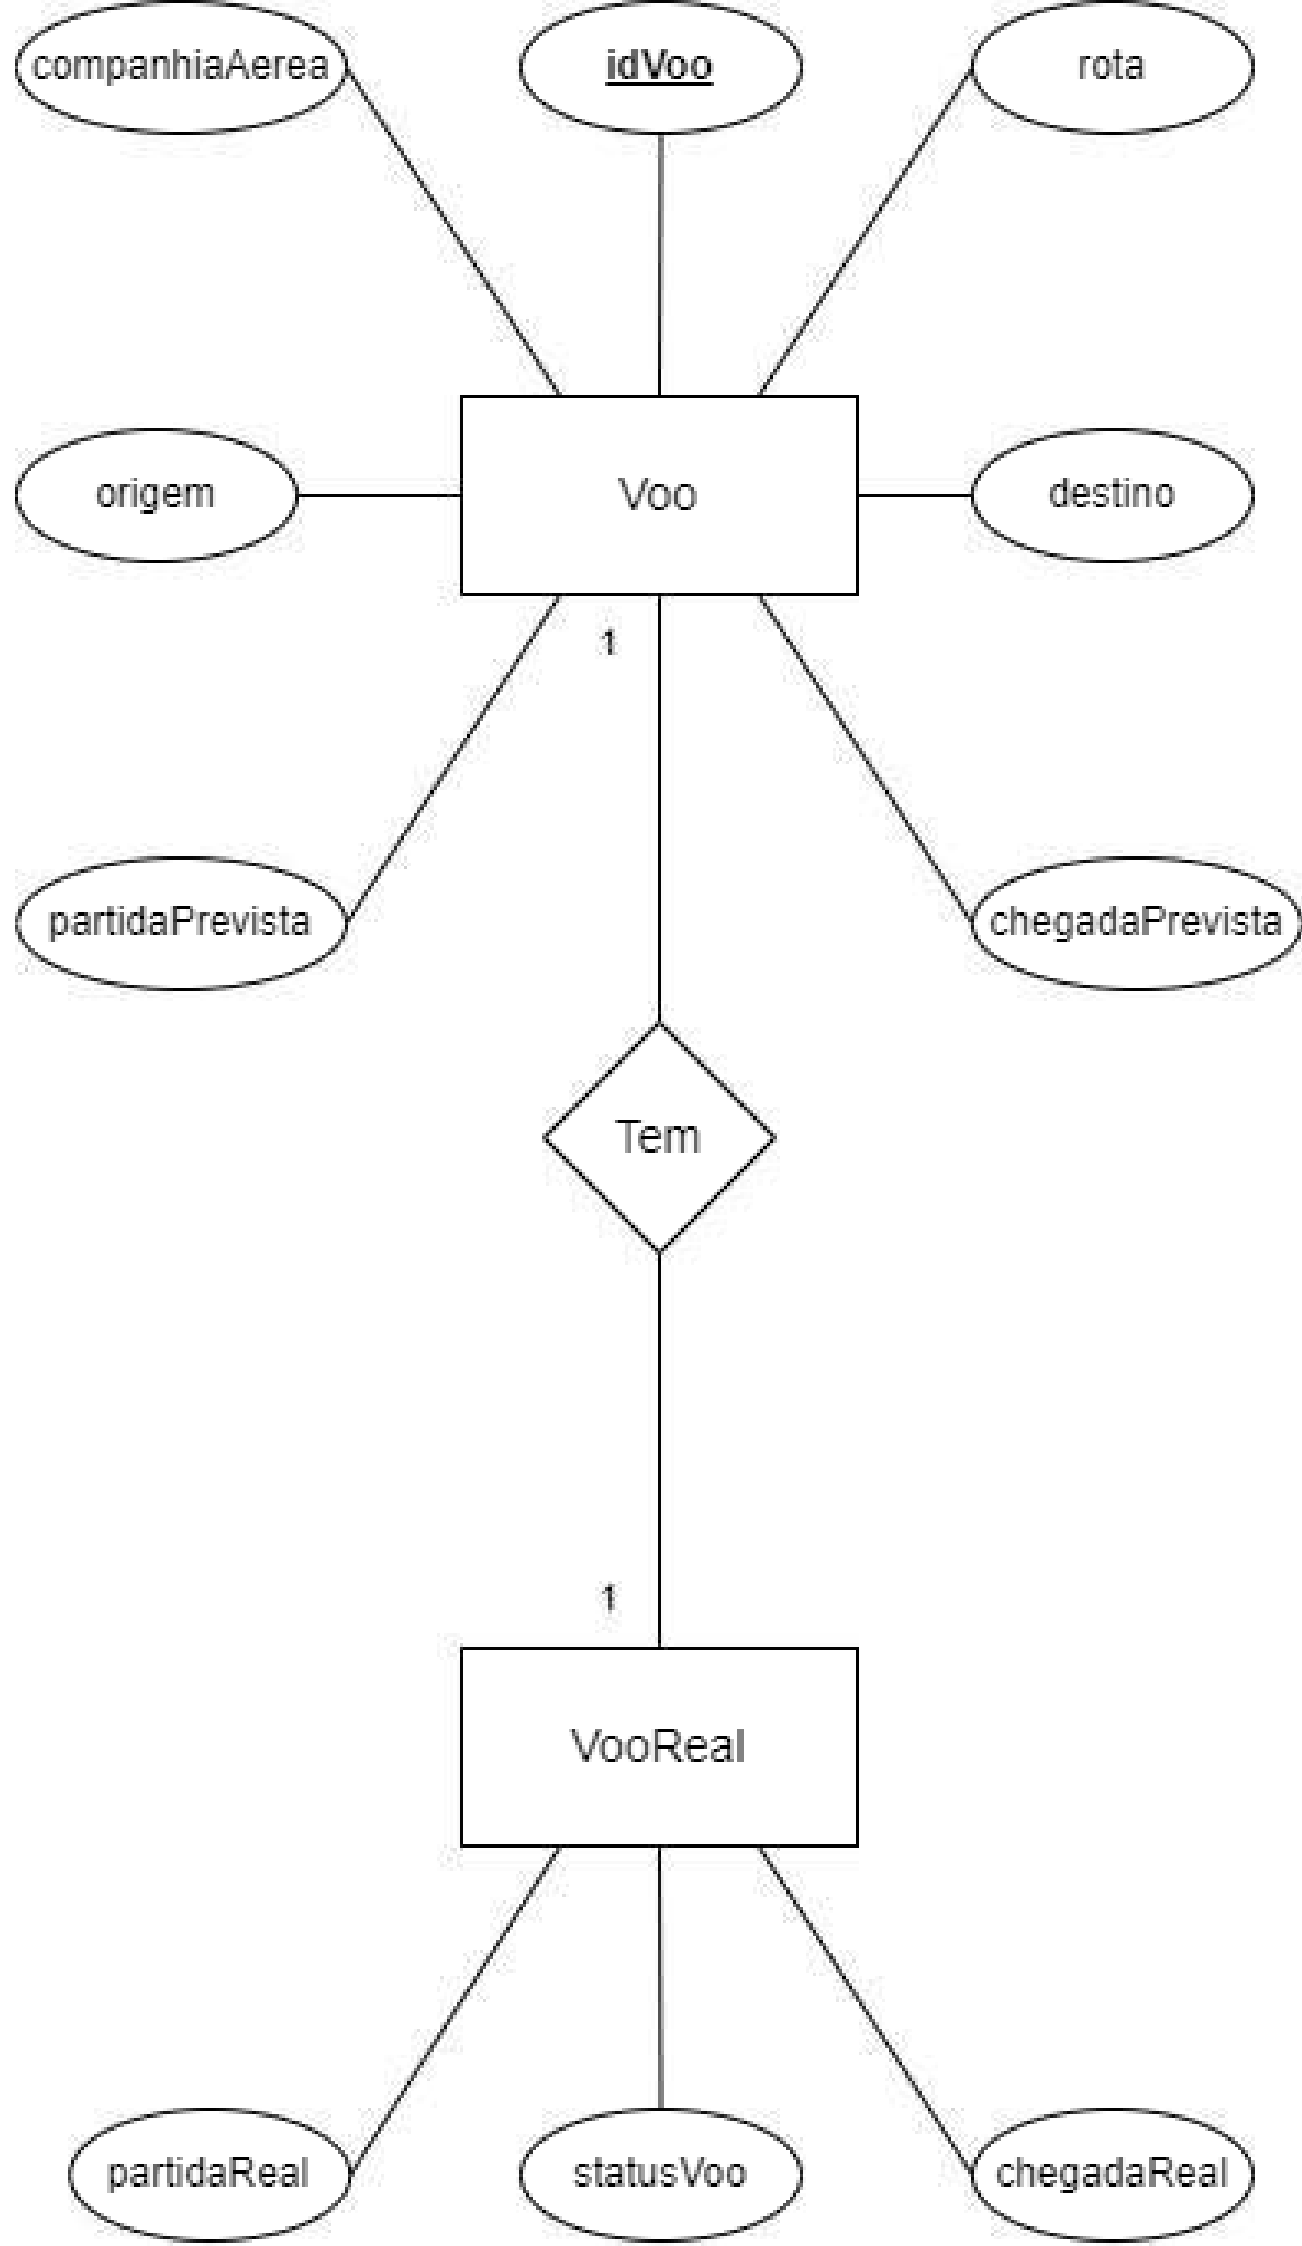 companhiaAerea
idVoo
rota
origem
Voo
destino
1
partidaPrevista
chegadaPrevista
Tem
1
VooReal
partidaReal
statusVoo
chegadaReal